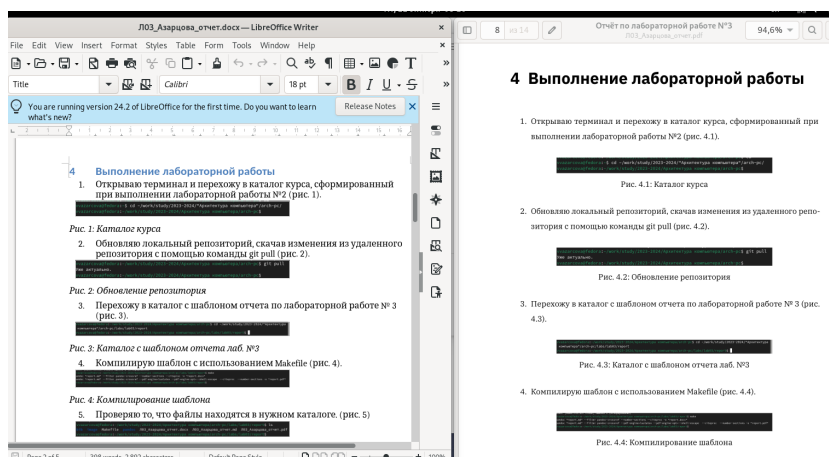 ЛО3_Азарцова_отчет.docx — LibreOffice Writer
File Edit View Insert Format Styles Table Form Tools Window Help
Title
Calibri
18 pt
You are running version 24.2 of LibreOffice for the first time. Do you want to learn
what's new?
Release Notes
4 Выполнение лабораторной работы
1. Открываю терминал и перехожу в каталог курса, сформированный
при выполнении лабораторной работы №2 (рис. 1).
Рис. 1: Каталог курса
2. Обновляю локальный репозиторий, скачав изменения из удаленного
репозитория с помощью команды git pull (рис. 2).
Рис. 2: Обновление репозитория
3. Перехожу в каталог с шаблоном отчета по лабораторной работе № 3
(рис. 3).
Рис. 3: Каталог с шаблоном отчета лаб. №3
4. Компилирую шаблон с использованием Makefile (рис. 4).
Рис. 4: Компилирование шаблона
5. Проверяю то, что файлы находятся в нужном каталоге. (рис. 5)
8 из 14
Отчёт по лабораторной работе №3
ЛО3_Азарцова_отчет.pdf
94,6%
4 Выполнение лабораторной работы
1. Открываю терминал и перехожу в каталог курса, сформированный при
выполнении лабораторной работы №2 (рис. 4.1).
Рис. 4.1: Каталог курса
2. Обновляю локальный репозиторий, скачав изменения из удаленного репо-
зитория с помощью команды git pull (рис. 4.2).
Рис. 4.2: Обновление репозитория
3. Перехожу в каталог с шаблоном отчета по лабораторной работе № 3 (рис.
4.3).
Рис. 4.3: Каталог с шаблоном отчета лаб. №3
4. Компилирую шаблон с использованием Makefile (рис. 4.4).
Рис. 4.4: Компилирование шаблона